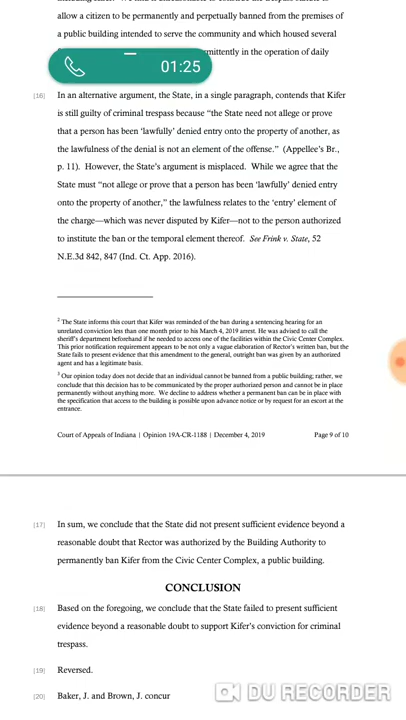 allow a citizen to be permanently and perpetually banned from the premises of
a public building intended to serve the community and which housed several
ermittently in the operation of daily
01:25
[16] In an alternative argument, the State, in a single paragraph, contends that Kifer
is still guilty of criminal trespass because “the State need not allege or prove
that a person has been ‘lawfully’ denied entry onto the property of another, as
the lawfulness of the denial is not an element of the offense.” (Appellee’s Br.,
p. 11). However, the State’s argument is misplaced. While we agree that the
State must “not allege or prove that a person has been ‘lawfully’ denied entry
onto the property of another,” the lawfulness relates to the ‘entry’ element of
the charge—which was never disputed by Kifer—not to the person authorized
to institute the ban or the temporal element thereof. See Frink v. State, 52
N.E.3d 842, 847 (Ind. Ct. App. 2016).
2 The State informs this court that Kifer was reminded of the ban during a sentencing hearing for an
unrelated conviction less than one month prior to his March 4, 2019 arrest. He was advised to call the
sheriff’s department beforehand if he needed to access one of the facilities within the Civic Center Complex.
This prior notification requirement appears to be not only a vague elaboration of Rector’s written ban, but the
State fails to present evidence that this amendment to the general, outright ban was given by an authorized
agent and has a legitimate basis.
3 Our opinion today does not decide that an individual cannot be banned from a public building; rather, we
conclude that this decision has to be communicated by the proper authorized person and cannot be in place
permanently without anything more. We decline to address whether a permanent ban can be in place with
the specification that access to the building is possible upon advance notice or by request for an escort at the
entrance.
Court of Appeals of Indiana | Opinion 19A-CR-1188 | December 4, 2019 Page 9 of 10
[17] In sum, we conclude that the State did not present sufficient evidence beyond a
reasonable doubt that Rector was authorized by the Building Authority to
permanently ban Kifer from the Civic Center Complex, a public building.
CONCLUSION
[18] Based on the foregoing, we conclude that the State failed to present sufficient
evidence beyond a reasonable doubt to support Kifer’s conviction for criminal
trespass.
[19] Reversed.
[20] Baker, J. and Brown, J. concur
DU RECORDER